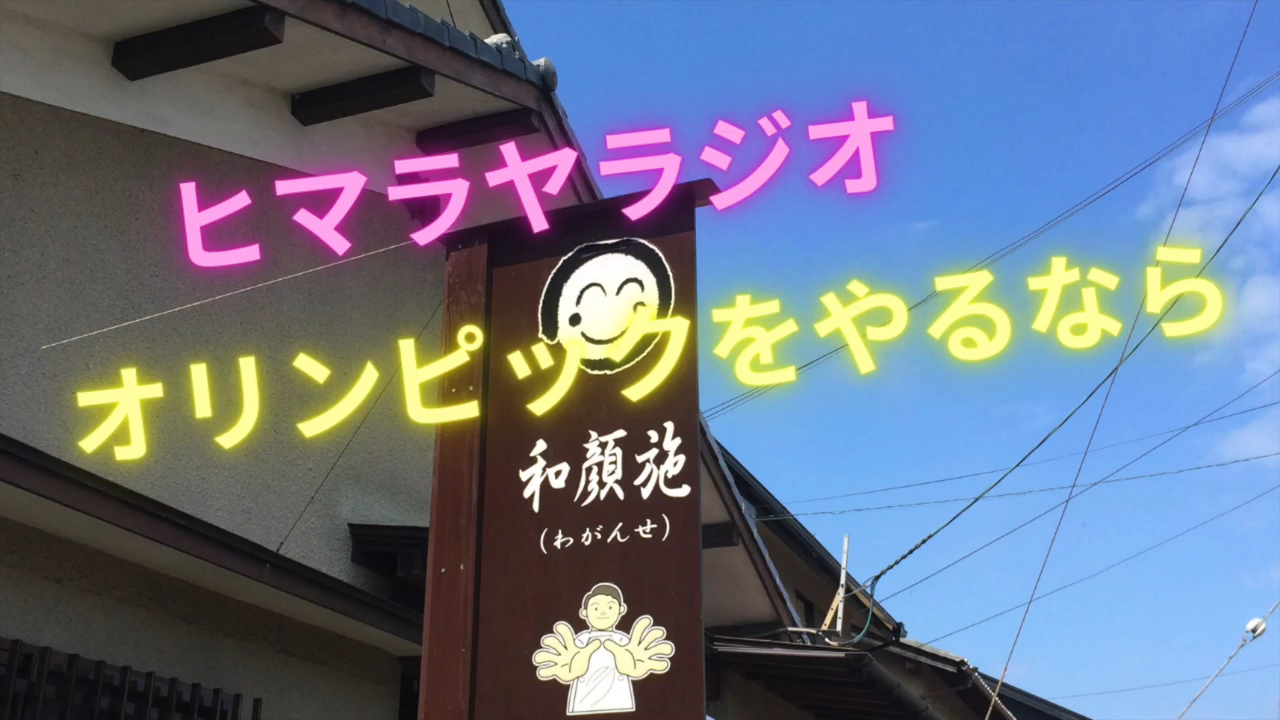 ヒマラヤラジオ
オリンピックをやるなら
和顔施
(わがんせ)